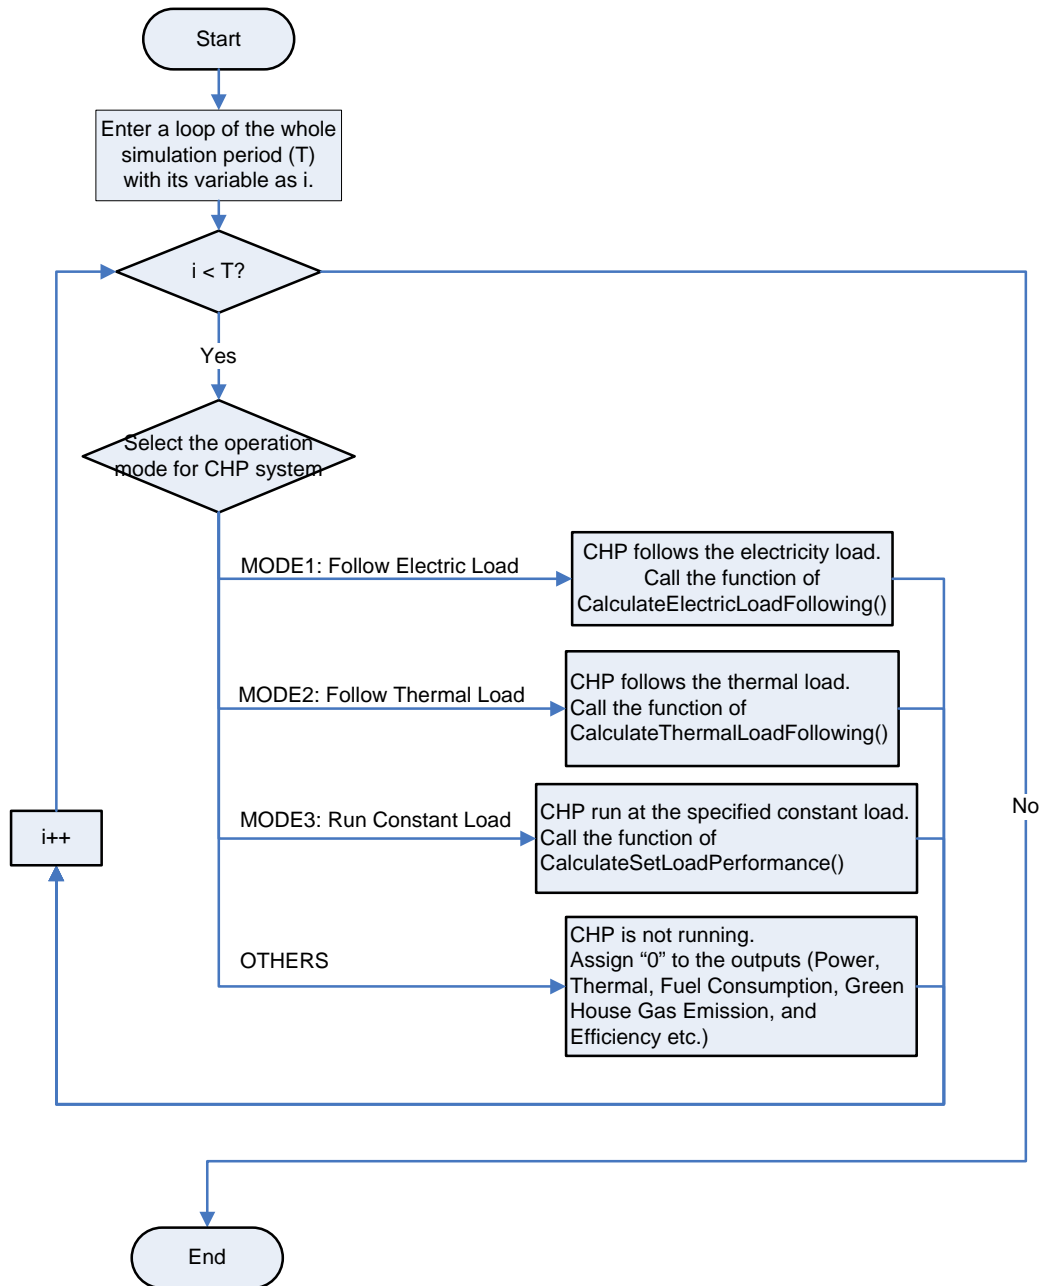 Start
Enter a loop of the whole
simulation period (T)
with its variable as i.
i < T?
Yes
Select the operation
mode for CHP system
MODE1: Follow Electric Load
CHP follows the electricity load.
Call the function of
CalculateElectricLoadFollowing()
MODE2: Follow Thermal Load
CHP follows the thermal load.
Call the function of
CalculateThermalLoadFollowing()
MODE3: Run Constant Load
CHP run at the specified constant load.
Call the function of
CalculateSetLoadPerformance()
No
i++
OTHERS
CHP is not running.
Assign “0” to the outputs (Power,
Thermal, Fuel Consumption, Green
House Gas Emission, and
Efficiency etc.)
End